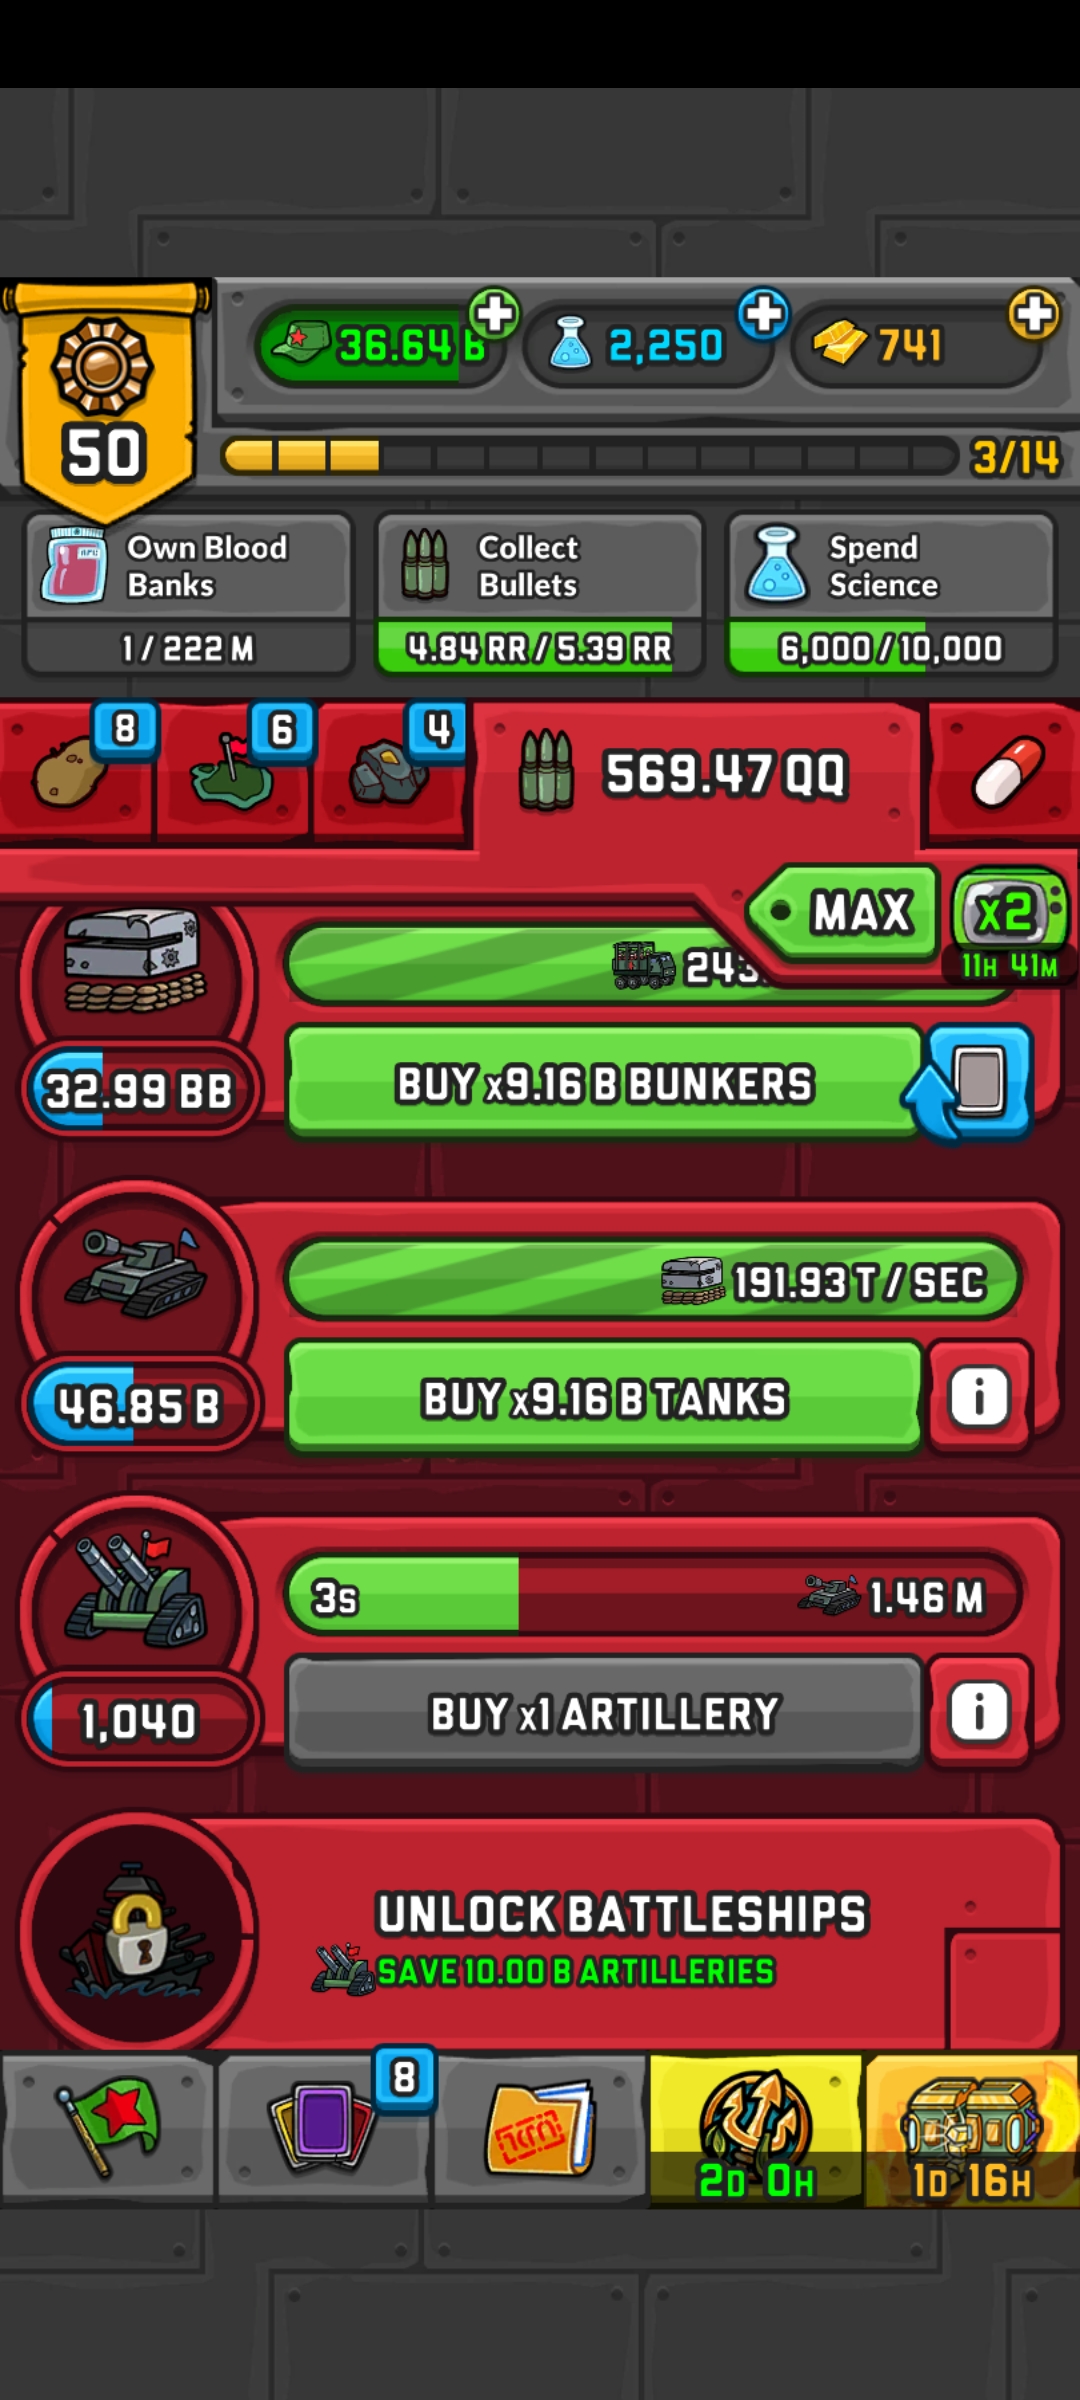 36.64 B
2,250
741
50
3/14
Own Blood
Banks
Collect
Bullets
Spend
Science
1 / 222 M
4.84 RR / 5.39 RR
6,000 / 10,000
8
6
4
569.47 QQ
MAX
x2
11H 41M
243.
32.99 BB
BUY x9.16 B BUNKERS
191.93 T / SEC
46.85 B
BUY x9.16 B TANKS
3s
1.46 M
1,040
BUY x1 ARTILLERY
UNLOCK BATTLESHIPS
SAVE 10.00 B ARTILLERIES
8
2D 0H
1D 16H